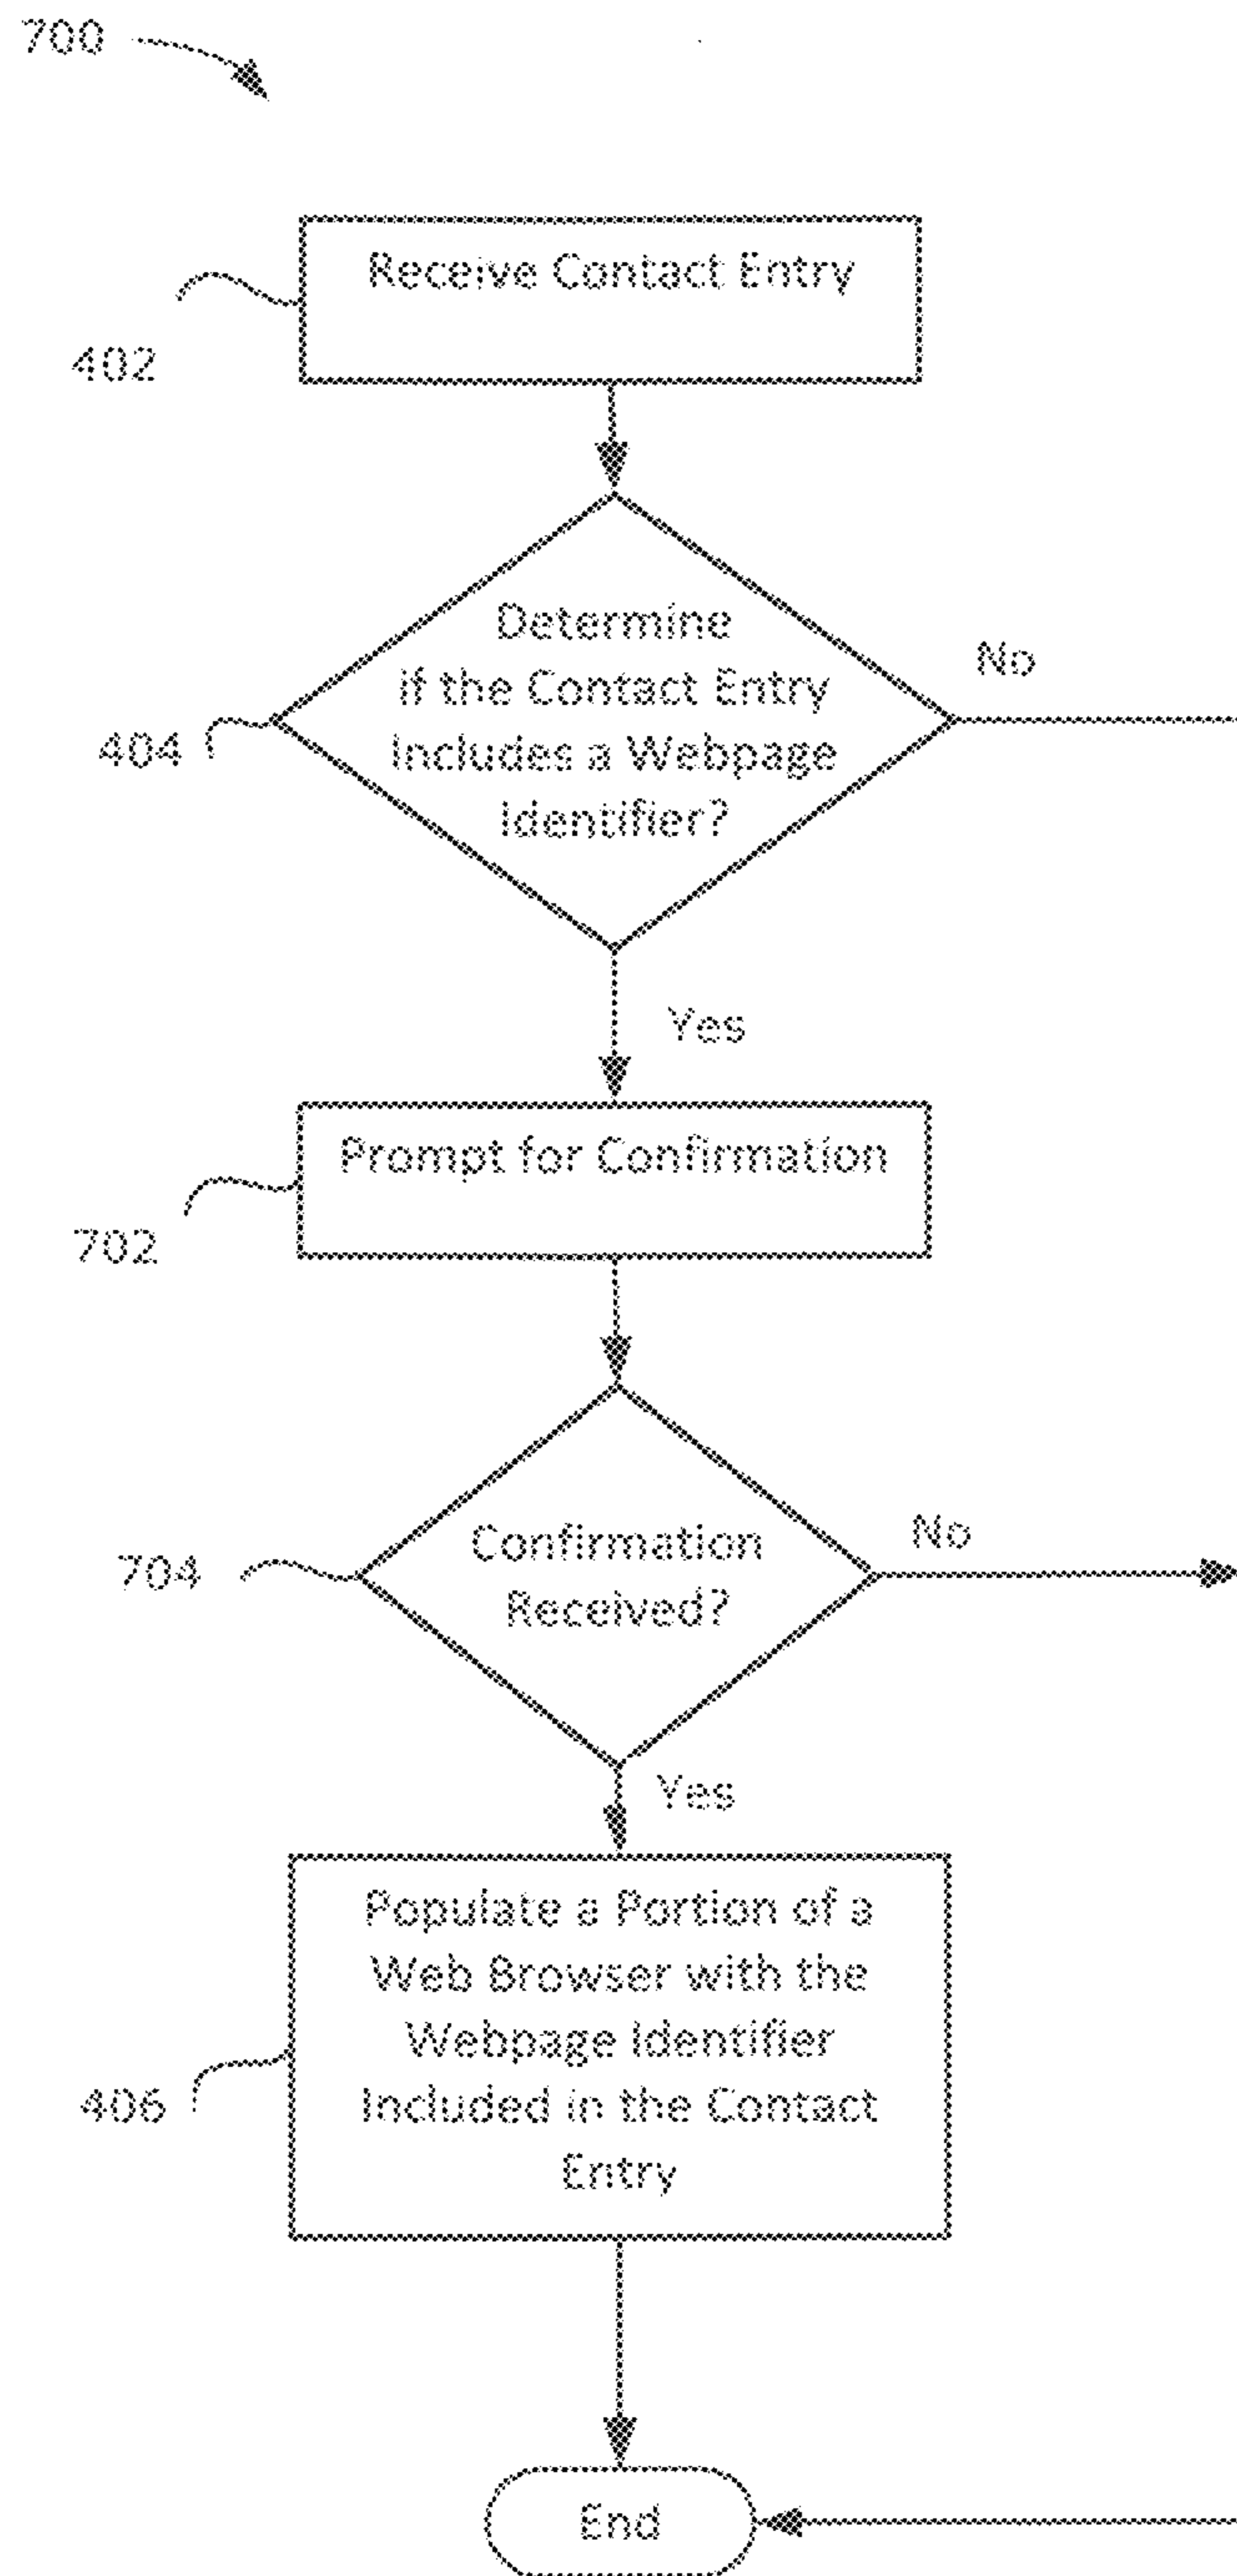 700
Receive Contact Entry
402
Determine
if the Contact Entry
Includes a Webpage
Identifier?
No
404
Yes
Prompt for Confirmation
702
Confirmation
Received?
No
704
Yes
Populate a Portion of a
Web Browser with the
Webpage Identifier
Included in the Contact
Entry
406
End